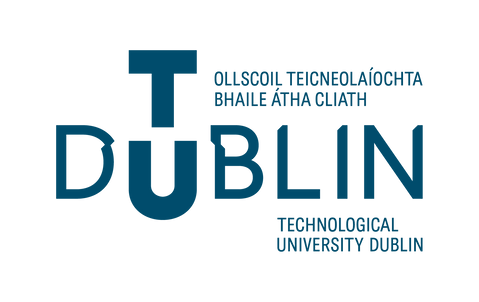 T
OLLSCOIL TEICNEOLAÍOCHTA
BHAILE ÁTHA CLIATH
DUBLIN
TECHNOLOGICAL
UNIVERSITY DUBLIN